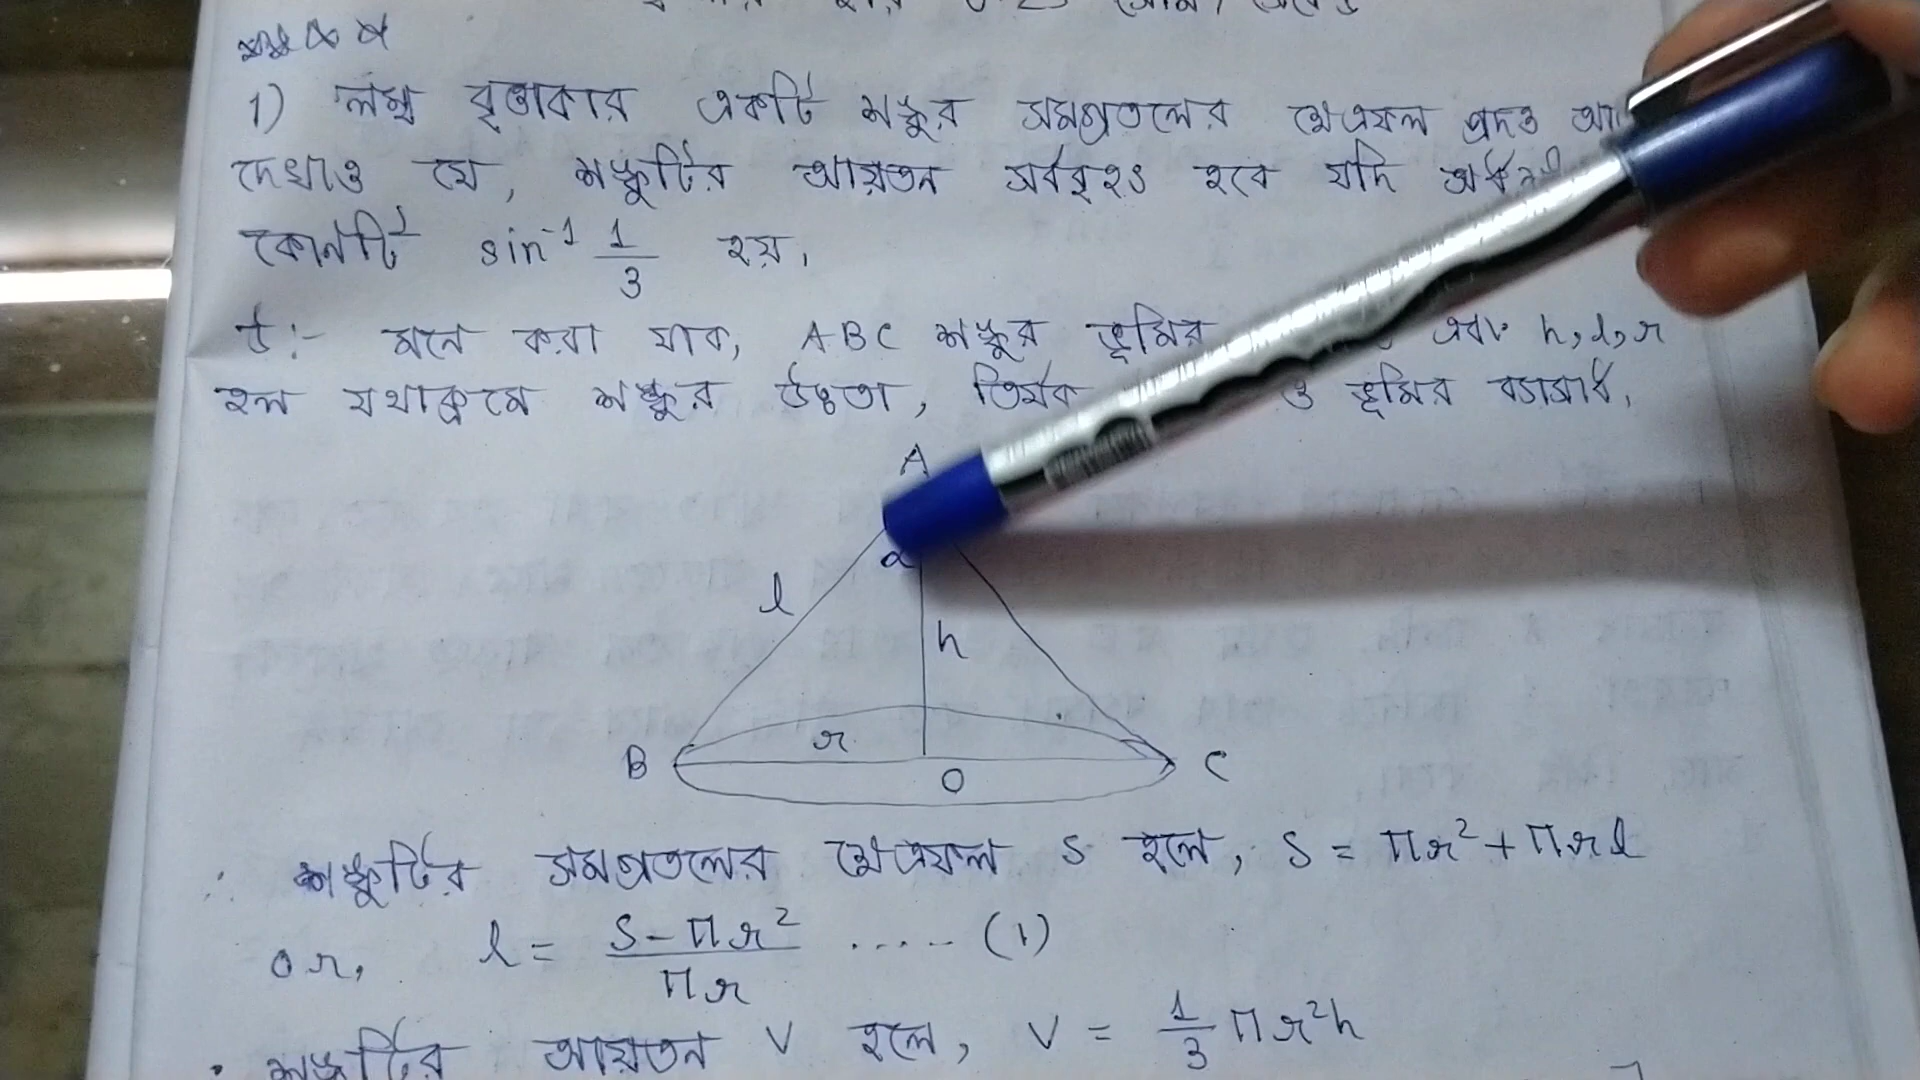 1) লম্ব বৃত্তাকার একটি শঙ্কুর সমগ্রতলের ক্ষেত্রফল প্রদত্ত
দেখাও যে, শঙ্কুটির আয়তন সর্ববৃহৎ হবে যদি
কোনটি sin⁻¹ 1/3 হয়।
উ:- মনে করা যাক, ABC শঙ্কুর ভূমির এবং h, l, r
হল যথাক্রমে শঙ্কুর উচ্চতা, তির্যক ও ভূমির ব্যাসার্ধ।
A
α
l
h
r
B
O
C
∴ শঙ্কুটির সমগ্রতলের ক্ষেত্রফল S হলে, S = πr² + πrl
or, l = (S - πr²)/πr ..... (1)
শঙ্কুটির আয়তন V হলে, V = 1/3 πr²h